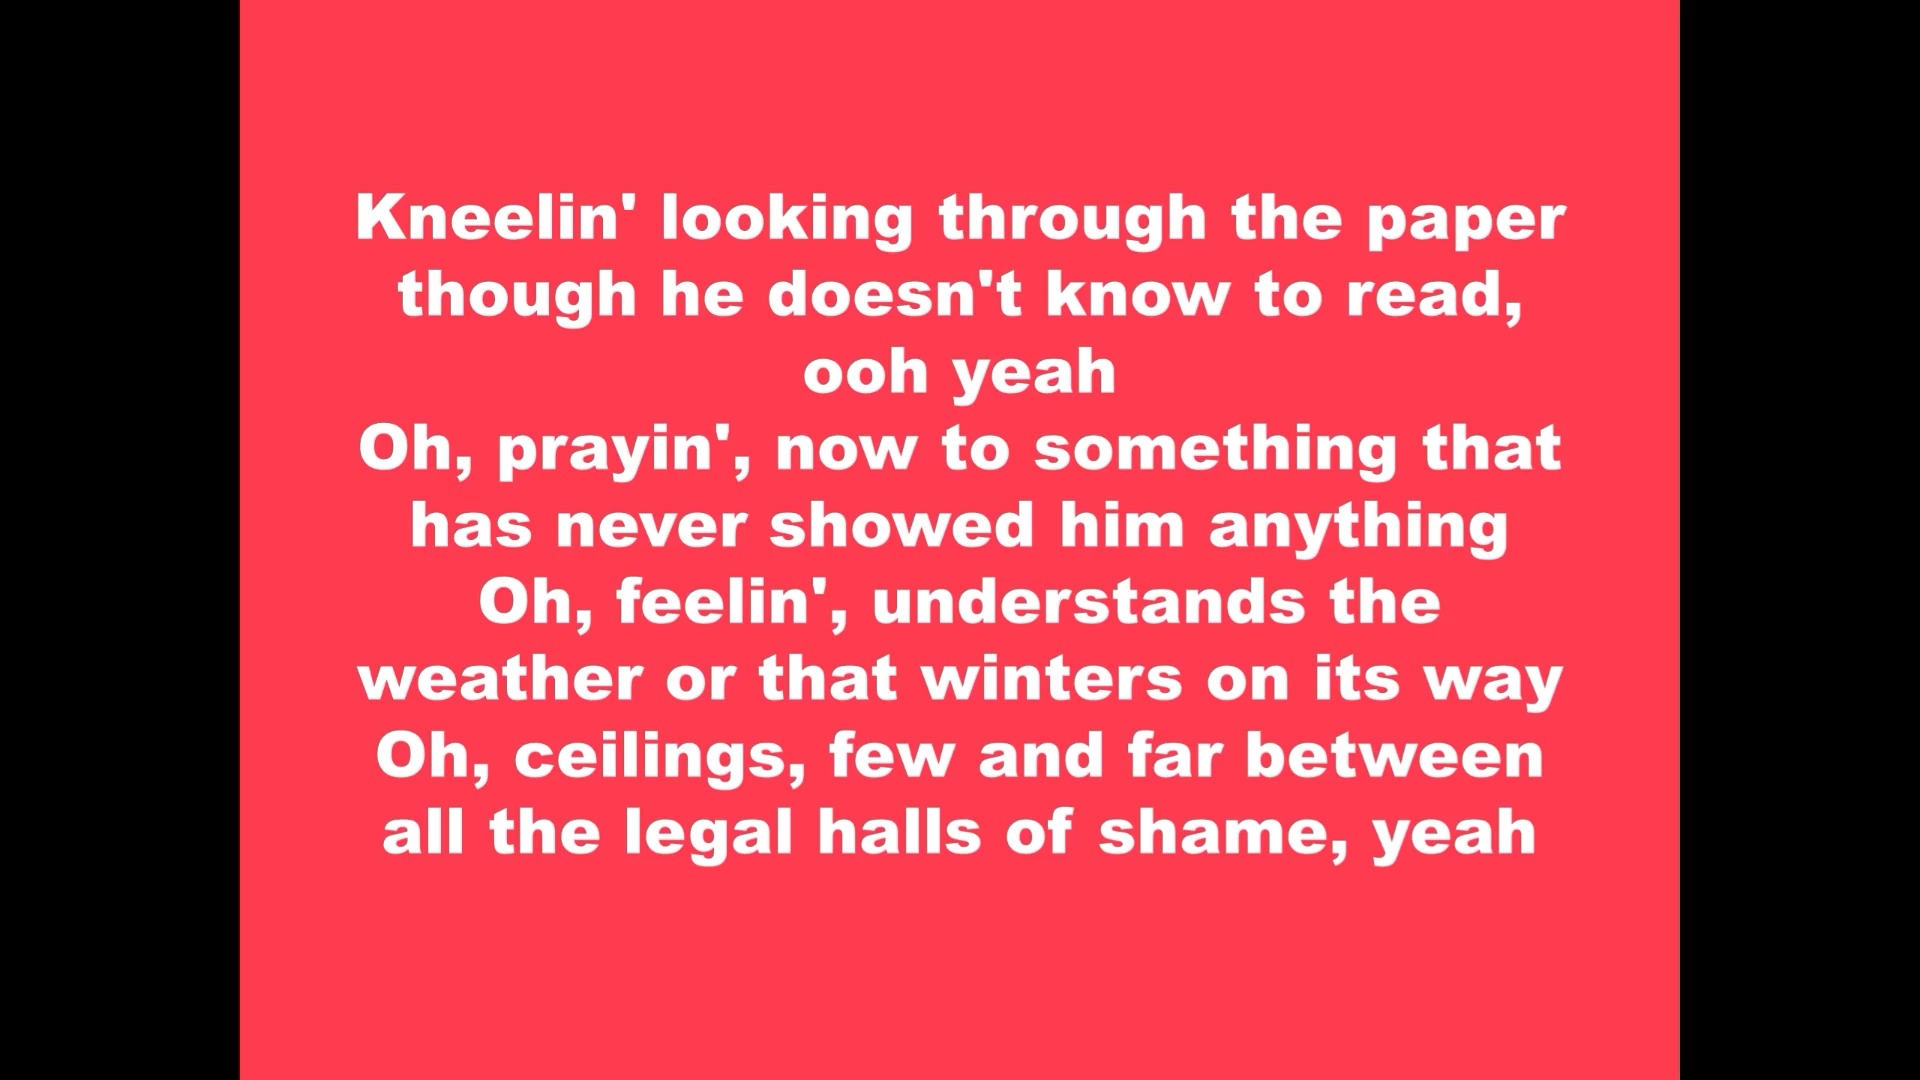 Kneelin' looking through the paper
though he doesn't know to read,
ooh yeah
Oh, prayin', now to something that
has never showed him anything
Oh, feelin', understands the
weather or that winters on its way
Oh, ceilings, few and far between
all the legal halls of shame, yeah